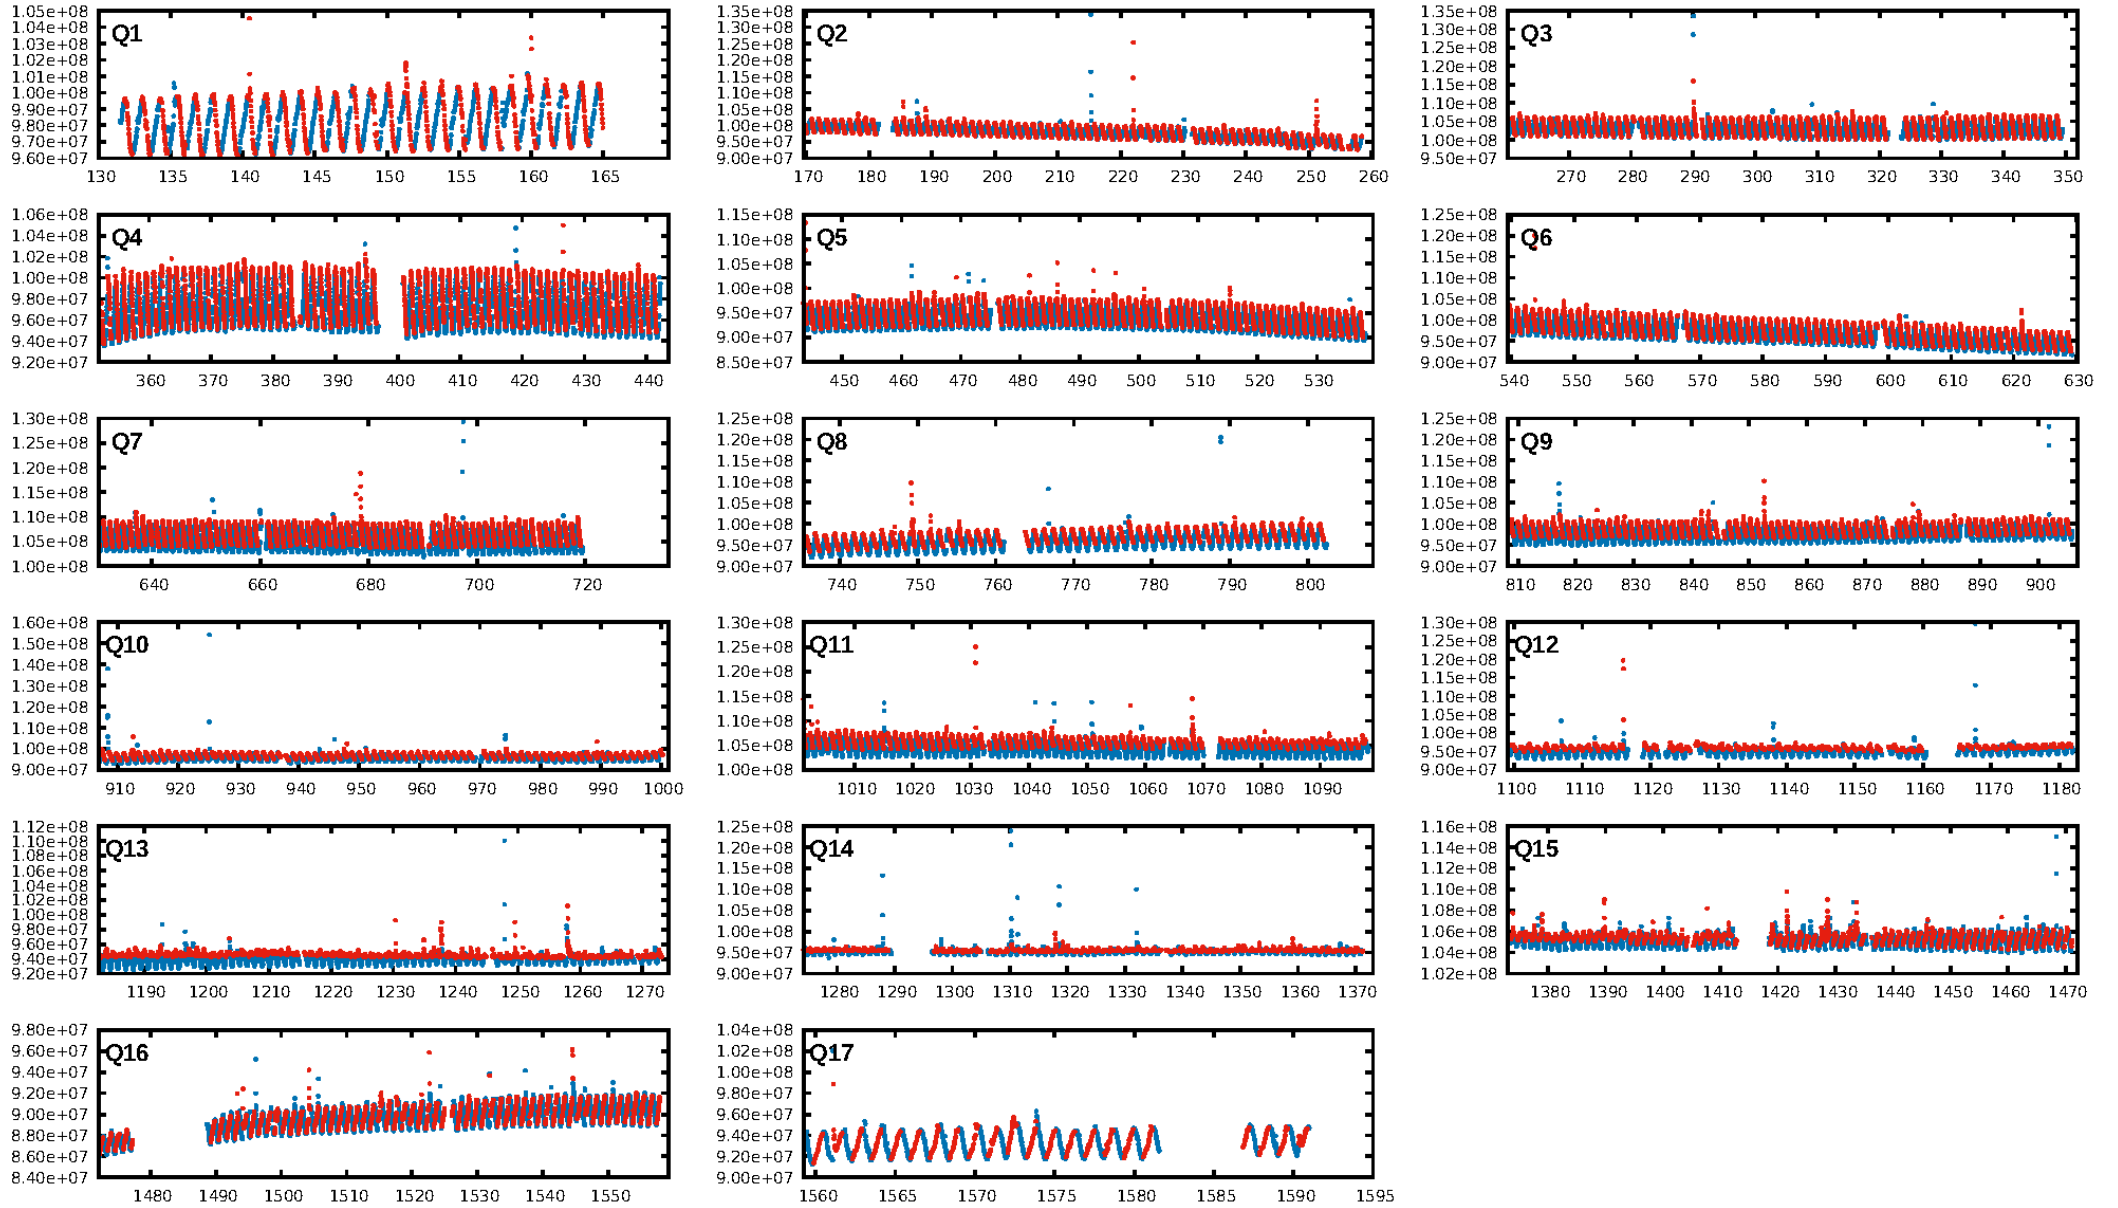 1.05e+08
1.04e+08
1.03e+08
1.02e+08
1.01e+08
1.00e+08
9.90e+07
9.80e+07
9.70e+07
9.60e+07
Q1
130 135 140 145 150 155 160 165
1.35e+08
1.30e+08
1.25e+08
1.20e+08
1.15e+08
1.10e+08
1.05e+08
1.00e+08
9.50e+07
9.00e+07
Q2
170 180 190 200 210 220 230 240 250 260
1.35e+08
1.30e+08
1.25e+08
1.20e+08
1.15e+08
1.10e+08
1.05e+08
1.00e+08
9.50e+07
Q3
270 280 290 300 310 320 330 340 350
1.06e+08
1.04e+08
1.02e+08
1.00e+08
9.80e+07
9.60e+07
9.40e+07
9.20e+07
Q4
360 370 380 390 400 410 420 430 440
1.15e+08
1.10e+08
1.05e+08
1.00e+08
9.50e+07
9.00e+07
8.50e+07
Q5
450 460 470 480 490 500 510 520 530
1.25e+08
1.20e+08
1.15e+08
1.10e+08
1.05e+08
1.00e+08
9.50e+07
9.00e+07
Q6
540 550 560 570 580 590 600 610 620 630
1.30e+08
1.25e+08
1.20e+08
1.15e+08
1.10e+08
1.05e+08
1.00e+08
Q7
640 660 680 700 720
1.25e+08
1.20e+08
1.15e+08
1.10e+08
1.05e+08
1.00e+08
9.50e+07
9.00e+07
Q8
740 750 760 770 780 790 800
1.25e+08
1.20e+08
1.15e+08
1.10e+08
1.05e+08
1.00e+08
9.50e+07
9.00e+07
Q9
810 820 830 840 850 860 870 880 890 900
1.60e+08
1.50e+08
1.40e+08
1.30e+08
1.20e+08
1.10e+08
1.00e+08
9.00e+07
Q10
910 920 930 940 950 960 970 980 990 1000
1.30e+08
1.25e+08
1.20e+08
1.15e+08
1.10e+08
1.05e+08
1.00e+08
Q11
1010 1020 1030 1040 1050 1060 1070 1080 1090
1.30e+08
1.25e+08
1.20e+08
1.15e+08
1.10e+08
1.05e+08
1.00e+08
9.50e+07
9.00e+07
Q12
1100 1110 1120 1130 1140 1150 1160 1170 1180
1.12e+08
1.10e+08
1.08e+08
1.06e+08
1.04e+08
1.02e+08
1.00e+08
9.80e+07
9.60e+07
9.40e+07
9.20e+07
Q13
1190 1200 1210 1220 1230 1240 1250 1260 1270
1.25e+08
1.20e+08
1.15e+08
1.10e+08
1.05e+08
1.00e+08
9.50e+07
9.00e+07
Q14
1280 1290 1300 1310 1320 1330 1340 1350 1360 1370
1.16e+08
1.14e+08
1.12e+08
1.10e+08
1.08e+08
1.06e+08
1.04e+08
1.02e+08
Q15
1380 1390 1400 1410 1420 1430 1440 1450 1460 1470
9.80e+07
9.60e+07
9.40e+07
9.20e+07
9.00e+07
8.80e+07
8.60e+07
8.40e+07
Q16
1480 1490 1500 1510 1520 1530 1540 1550
1.04e+08
1.02e+08
1.00e+08
9.80e+07
9.60e+07
9.40e+07
9.20e+07
9.00e+07
Q17
1560 1565 1570 1575 1580 1585 1590 1595